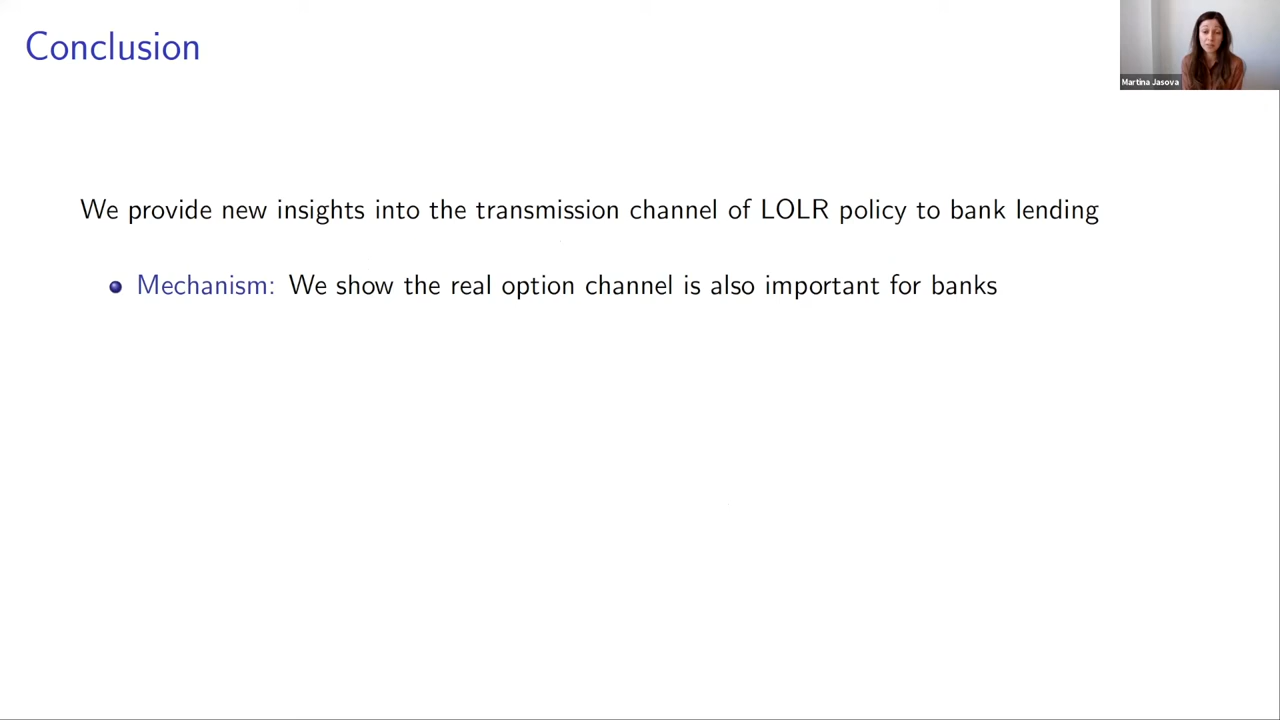 Conclusion
Martina Jasova
We provide new insights into the transmission channel of LOLR policy to bank lending
Mechanism: We show the real option channel is also important for banks